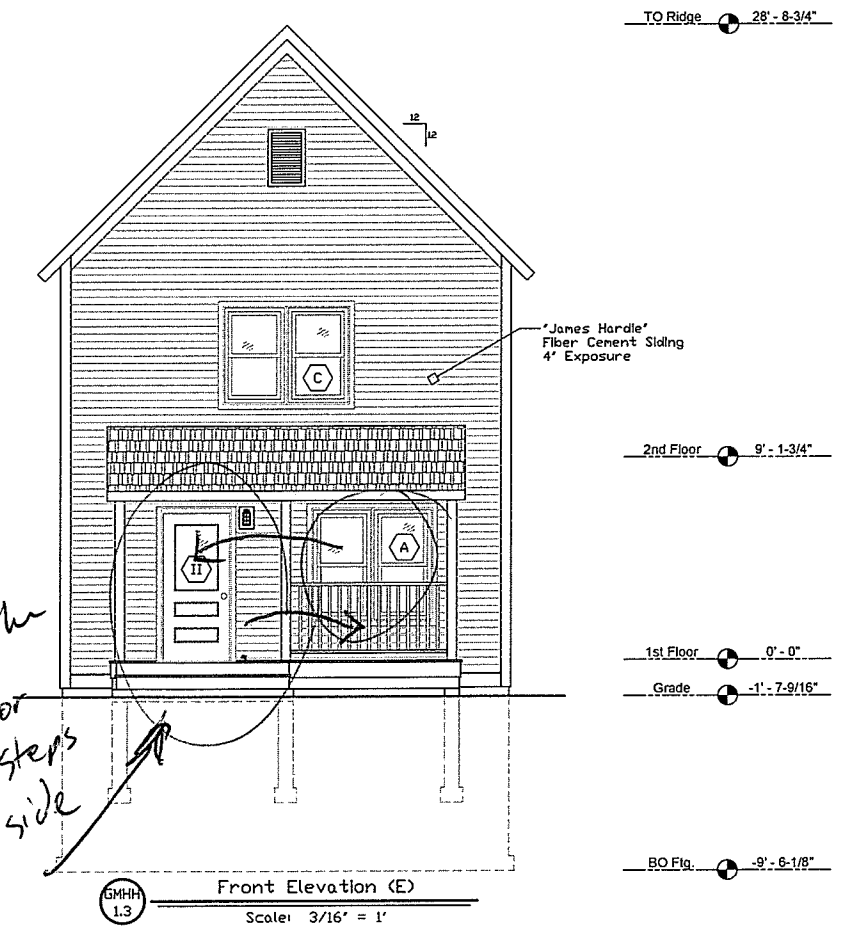 TO Ridge 28' - 8-3/4"
12
12
"James Hardie"
Fiber Cement Siding
4" Exposure
C
2nd Floor 9' - 1-3/4"
A
II
1st Floor 0' - 0"
Grade -1' - 7-9/16"
or
steps
side
BO Ftg. -9' - 6-1/8"
GMHH
1.3
Front Elevation (E)
Scale: 3/16" = 1'